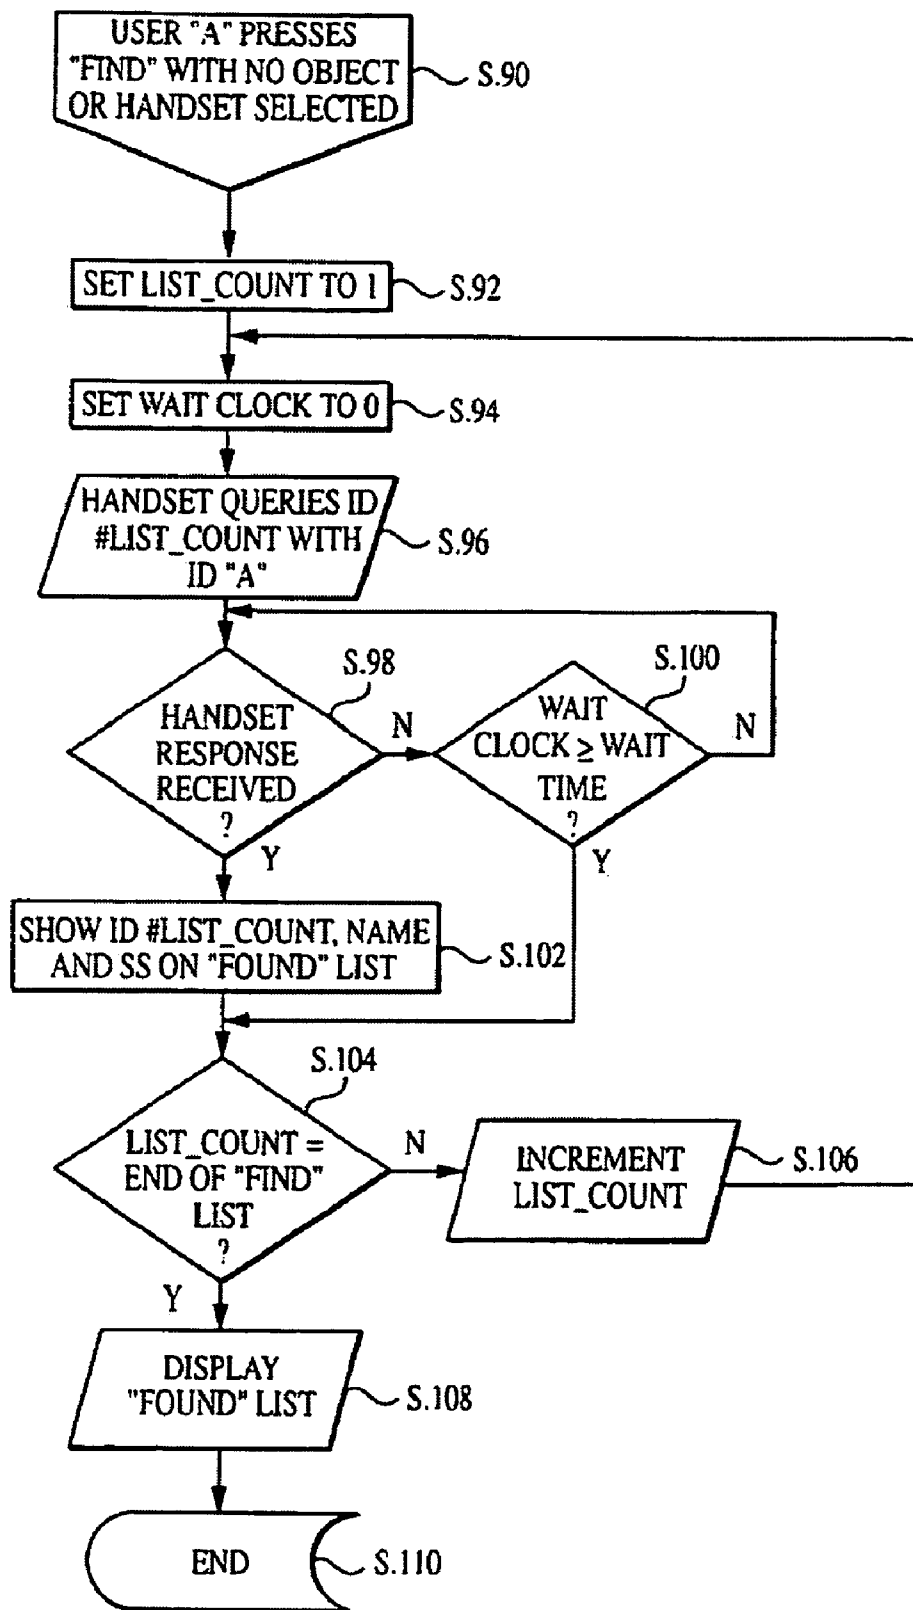 USER "A" PRESSES
"FIND" WITH NO OBJECT
OR HANDSET SELECTED
S.90
SET LIST_COUNT TO 1
S.92
SET WAIT CLOCK TO 0
S.94
HANDSET QUERIES ID
#LIST_COUNT WITH
ID "A"
S.96
S.98
HANDSET
RESPONSE
RECEIVED
?
N
Y
S.100
WAIT
CLOCK ≥ WAIT
TIME
?
N
Y
SHOW ID #LIST_COUNT, NAME
AND SS ON "FOUND" LIST
S.102
S.104
LIST_COUNT =
END OF "FIND"
LIST
?
N
Y
INCREMENT
LIST_COUNT
S.106
DISPLAY
"FOUND" LIST
S.108
END
S.110